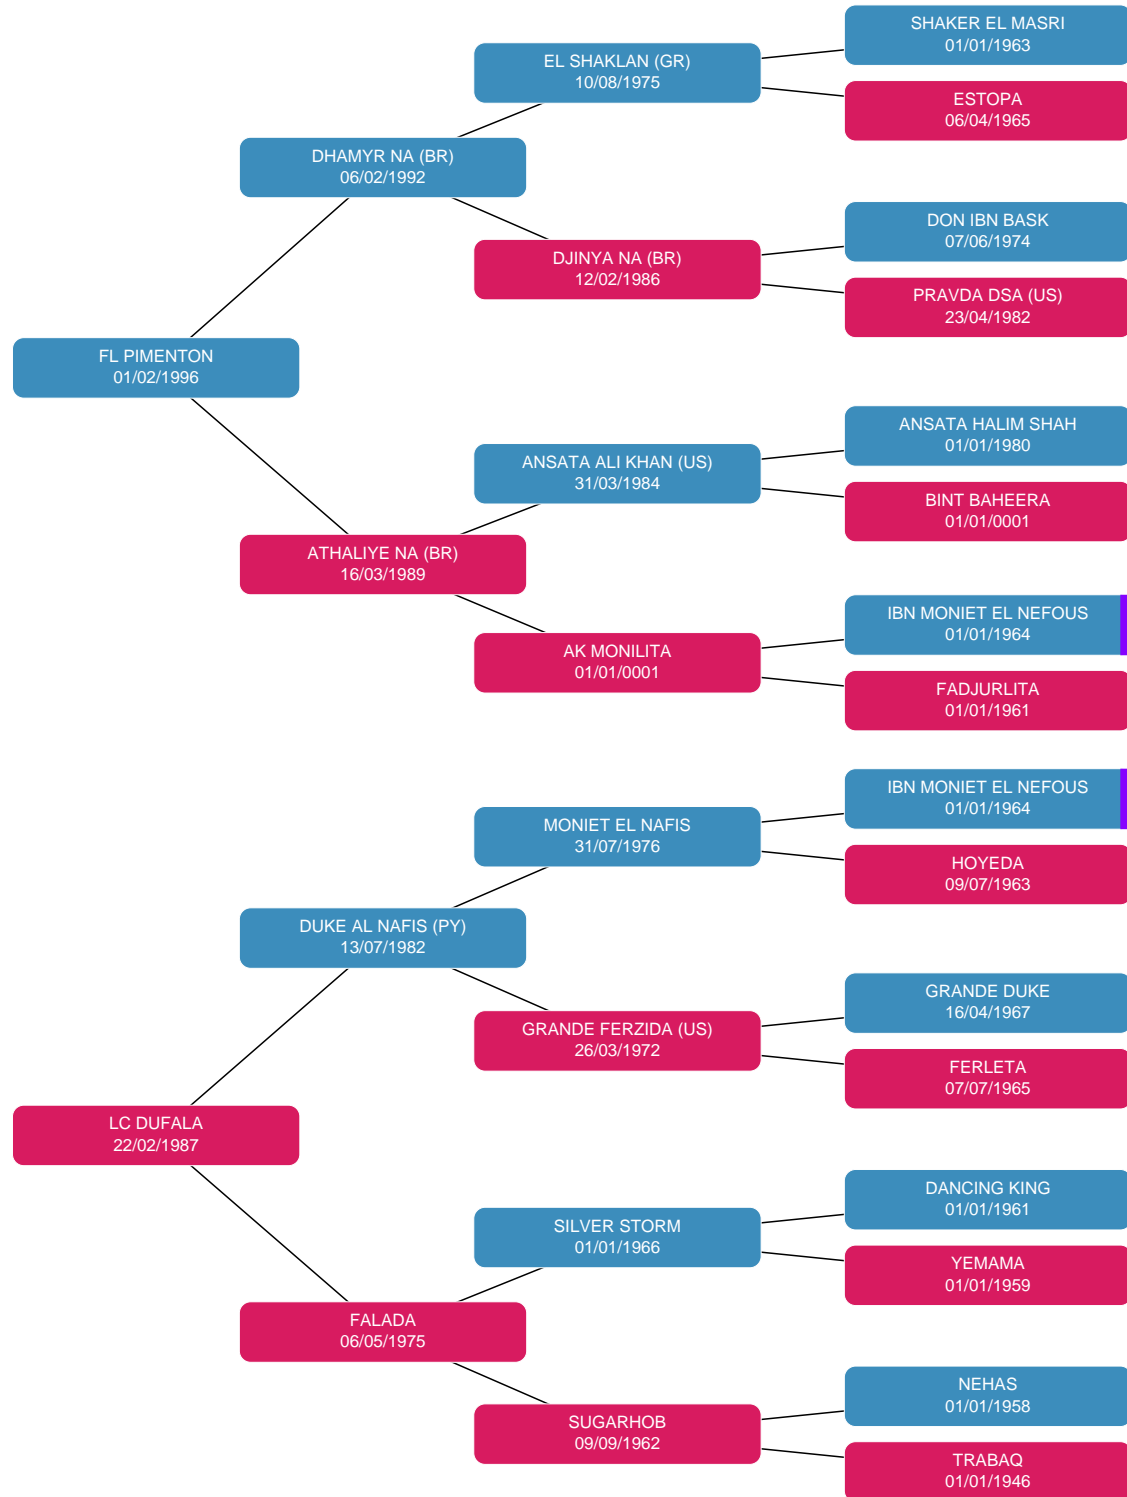 SHAKER EL MASRI
01/01/1963
EL SHAKLAN (GR)
10/08/1975
ESTOPA
06/04/1965
DHAMYR NA (BR)
06/02/1992
DON IBN BASK
07/06/1974
DJINYA NA (BR)
12/02/1986
PRAVDA DSA (US)
23/04/1982
FL PIMENTON
01/02/1996
ANSATA HALIM SHAH
01/01/1980
ANSATA ALI KHAN (US)
31/03/1984
BINT BAHEERA
01/01/0001
ATHALIYE NA (BR)
16/03/1989
IBN MONIET EL NEFOUS
01/01/1964
AK MONILITA
01/01/0001
FADJURLITA
01/01/1961
IBN MONIET EL NEFOUS
01/01/1964
MONIET EL NAFIS
31/07/1976
HOYEDA
09/07/1963
DUKE AL NAFIS (PY)
13/07/1982
GRANDE DUKE
16/04/1967
GRANDE FERZIDA (US)
26/03/1972
FERLETA
07/07/1965
LC DUFALA
22/02/1987
DANCING KING
01/01/1961
SILVER STORM
01/01/1966
YEMAMA
01/01/1959
FALADA
06/05/1975
NEHAS
01/01/1958
SUGARHOB
09/09/1962
TRABAQ
01/01/1946